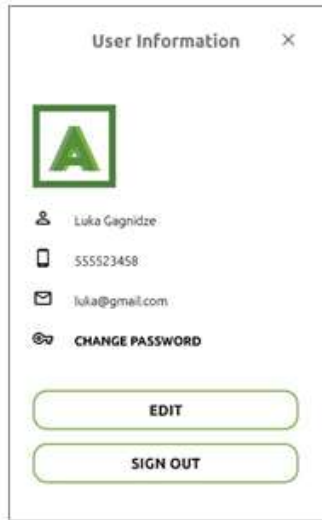 User Information
A
Luka Gagnidze
555523458
luka@gmail.com
CHANGE PASSWORD
EDIT
SIGN OUT